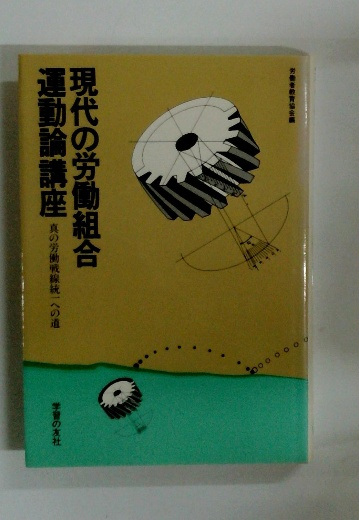 労働者教育協会編
現代の労働組合
運動論講座
真の労働戦線統一への道
学習の友社